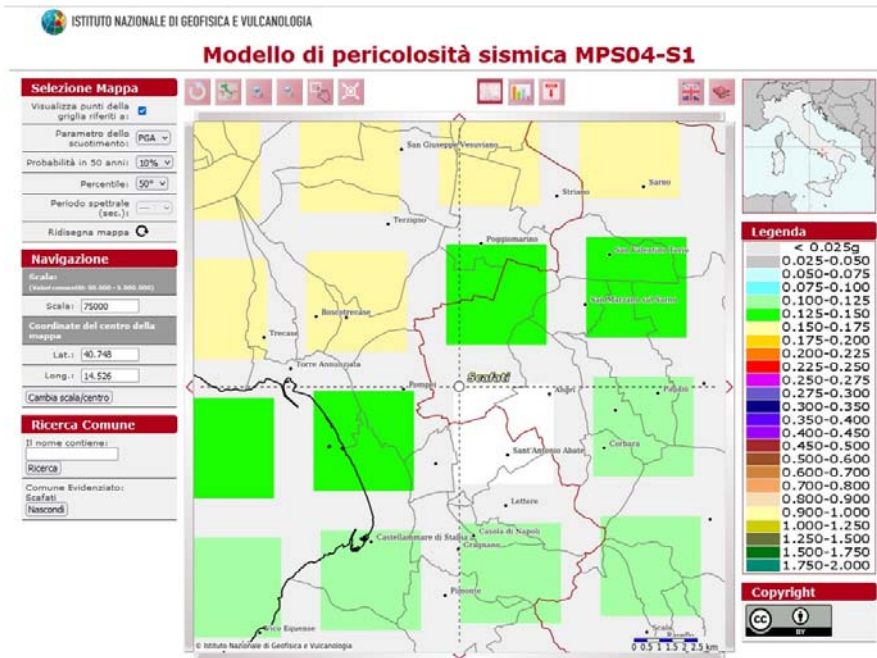 ISTITUTO NAZIONALE DI GEOFISICA E VULCANOLOGIA
Modello di pericolosità sismica MPS04-S1
Selezione Mappa
Visualizza punti della
griglia riferiti a:
Parametro dello
scuotimento: PGA
Probabilità in 50 anni: 10%
Percentile: 50°
Periodo spettrale
(sec.):
Ridisegna mappa
Navigazione
Scala:
Scala: 75000
Coordinate del centro della
mappa
Lat.: 40.748
Long.: 14.526
Cambia scala/centro
Ricerca Comune
Il nome contiene:
Ricerca
Comune Evidenziato:
Scafati
Nascondi
San Giuseppe Vesuviano
Striano
Sarno
Terzigno
Poggiomarino
San Valentino Torio
Boscotrecase
San Marzano sul Sarno
Trecase
Torre Annunziata
Scafati
Pompei
Angri
Pagani
Corbara
Sant'Antonio Abate
Lettere
Castellammare di Stabia
Casola di Napoli
Gragnano
Pimonte
Vico Equense
Scala
Ravello
© Istituto Nazionale di Geofisica e Vulcanologia
0 0.5 1 1.5 2 2.5 km
Legenda
< 0.025g
0.025-0.050
0.050-0.075
0.075-0.100
0.100-0.125
0.125-0.150
0.150-0.175
0.175-0.200
0.200-0.225
0.225-0.250
0.250-0.275
0.275-0.300
0.300-0.350
0.350-0.400
0.400-0.450
0.450-0.500
0.500-0.600
0.600-0.700
0.700-0.800
0.800-0.900
0.900-1.000
1.000-1.250
1.250-1.500
1.500-1.750
1.750-2.000
Copyright
CC
BY